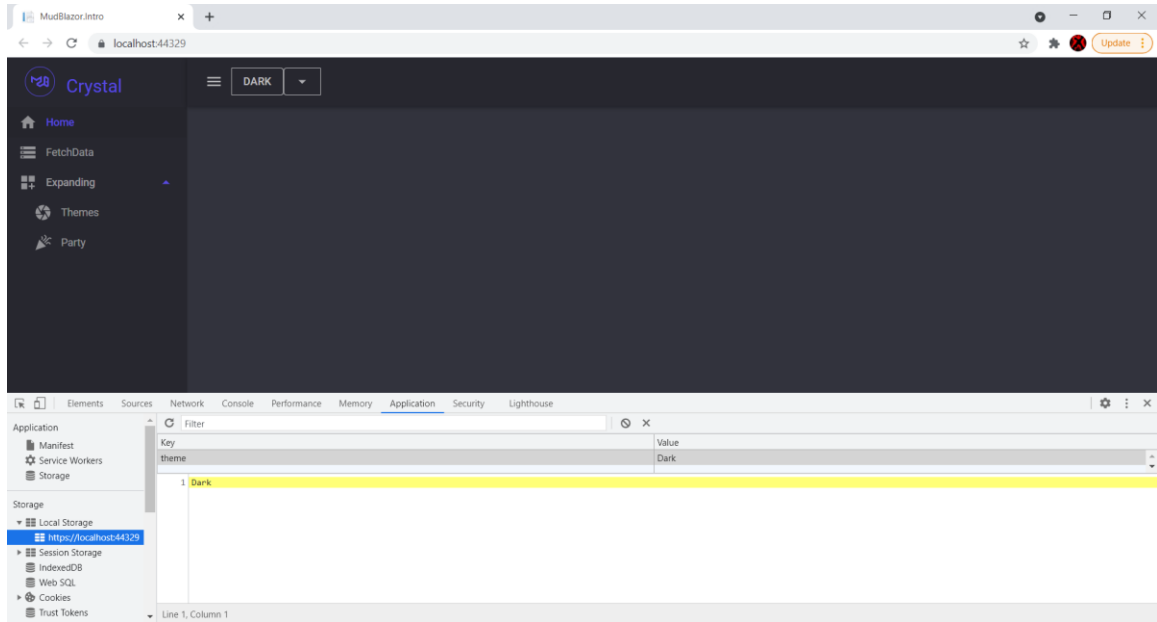 MudBlazor.Intro
localhost:44329
Update
Crystal
DARK
Home
FetchData
Expanding
Themes
Party
Elements Sources Network Console Performance Memory Application Security Lighthouse
Application
Manifest
Service Workers
Storage
Storage
Local Storage
https://localhost:44329
Session Storage
IndexedDB
Web SQL
Cookies
Trust Tokens
Filter
Key Value
theme Dark
1 Dark
Line 1, Column 1